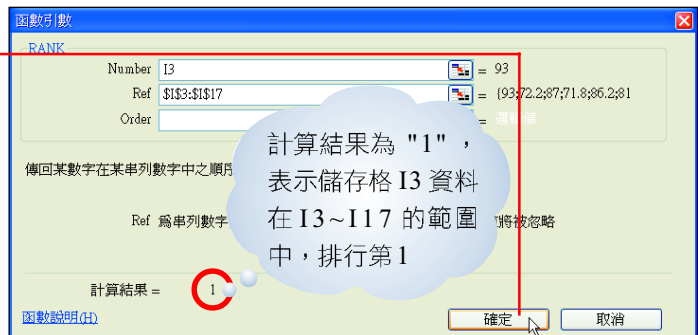 函數引數
RANK
Number I3 = 93
Ref $I$3:$I$17 = {93;72.2;87;71.8;86.2;81
Order = 邏輯值
計算結果為 "1"，
表示儲存格 I3 資料
在 I3~I17 的範圍
中，排行第1
傳回某數字在某串列數字中之順序
Ref 為串列數字
將被忽略
計算結果 = 1
函數說明(H)
確定
取消